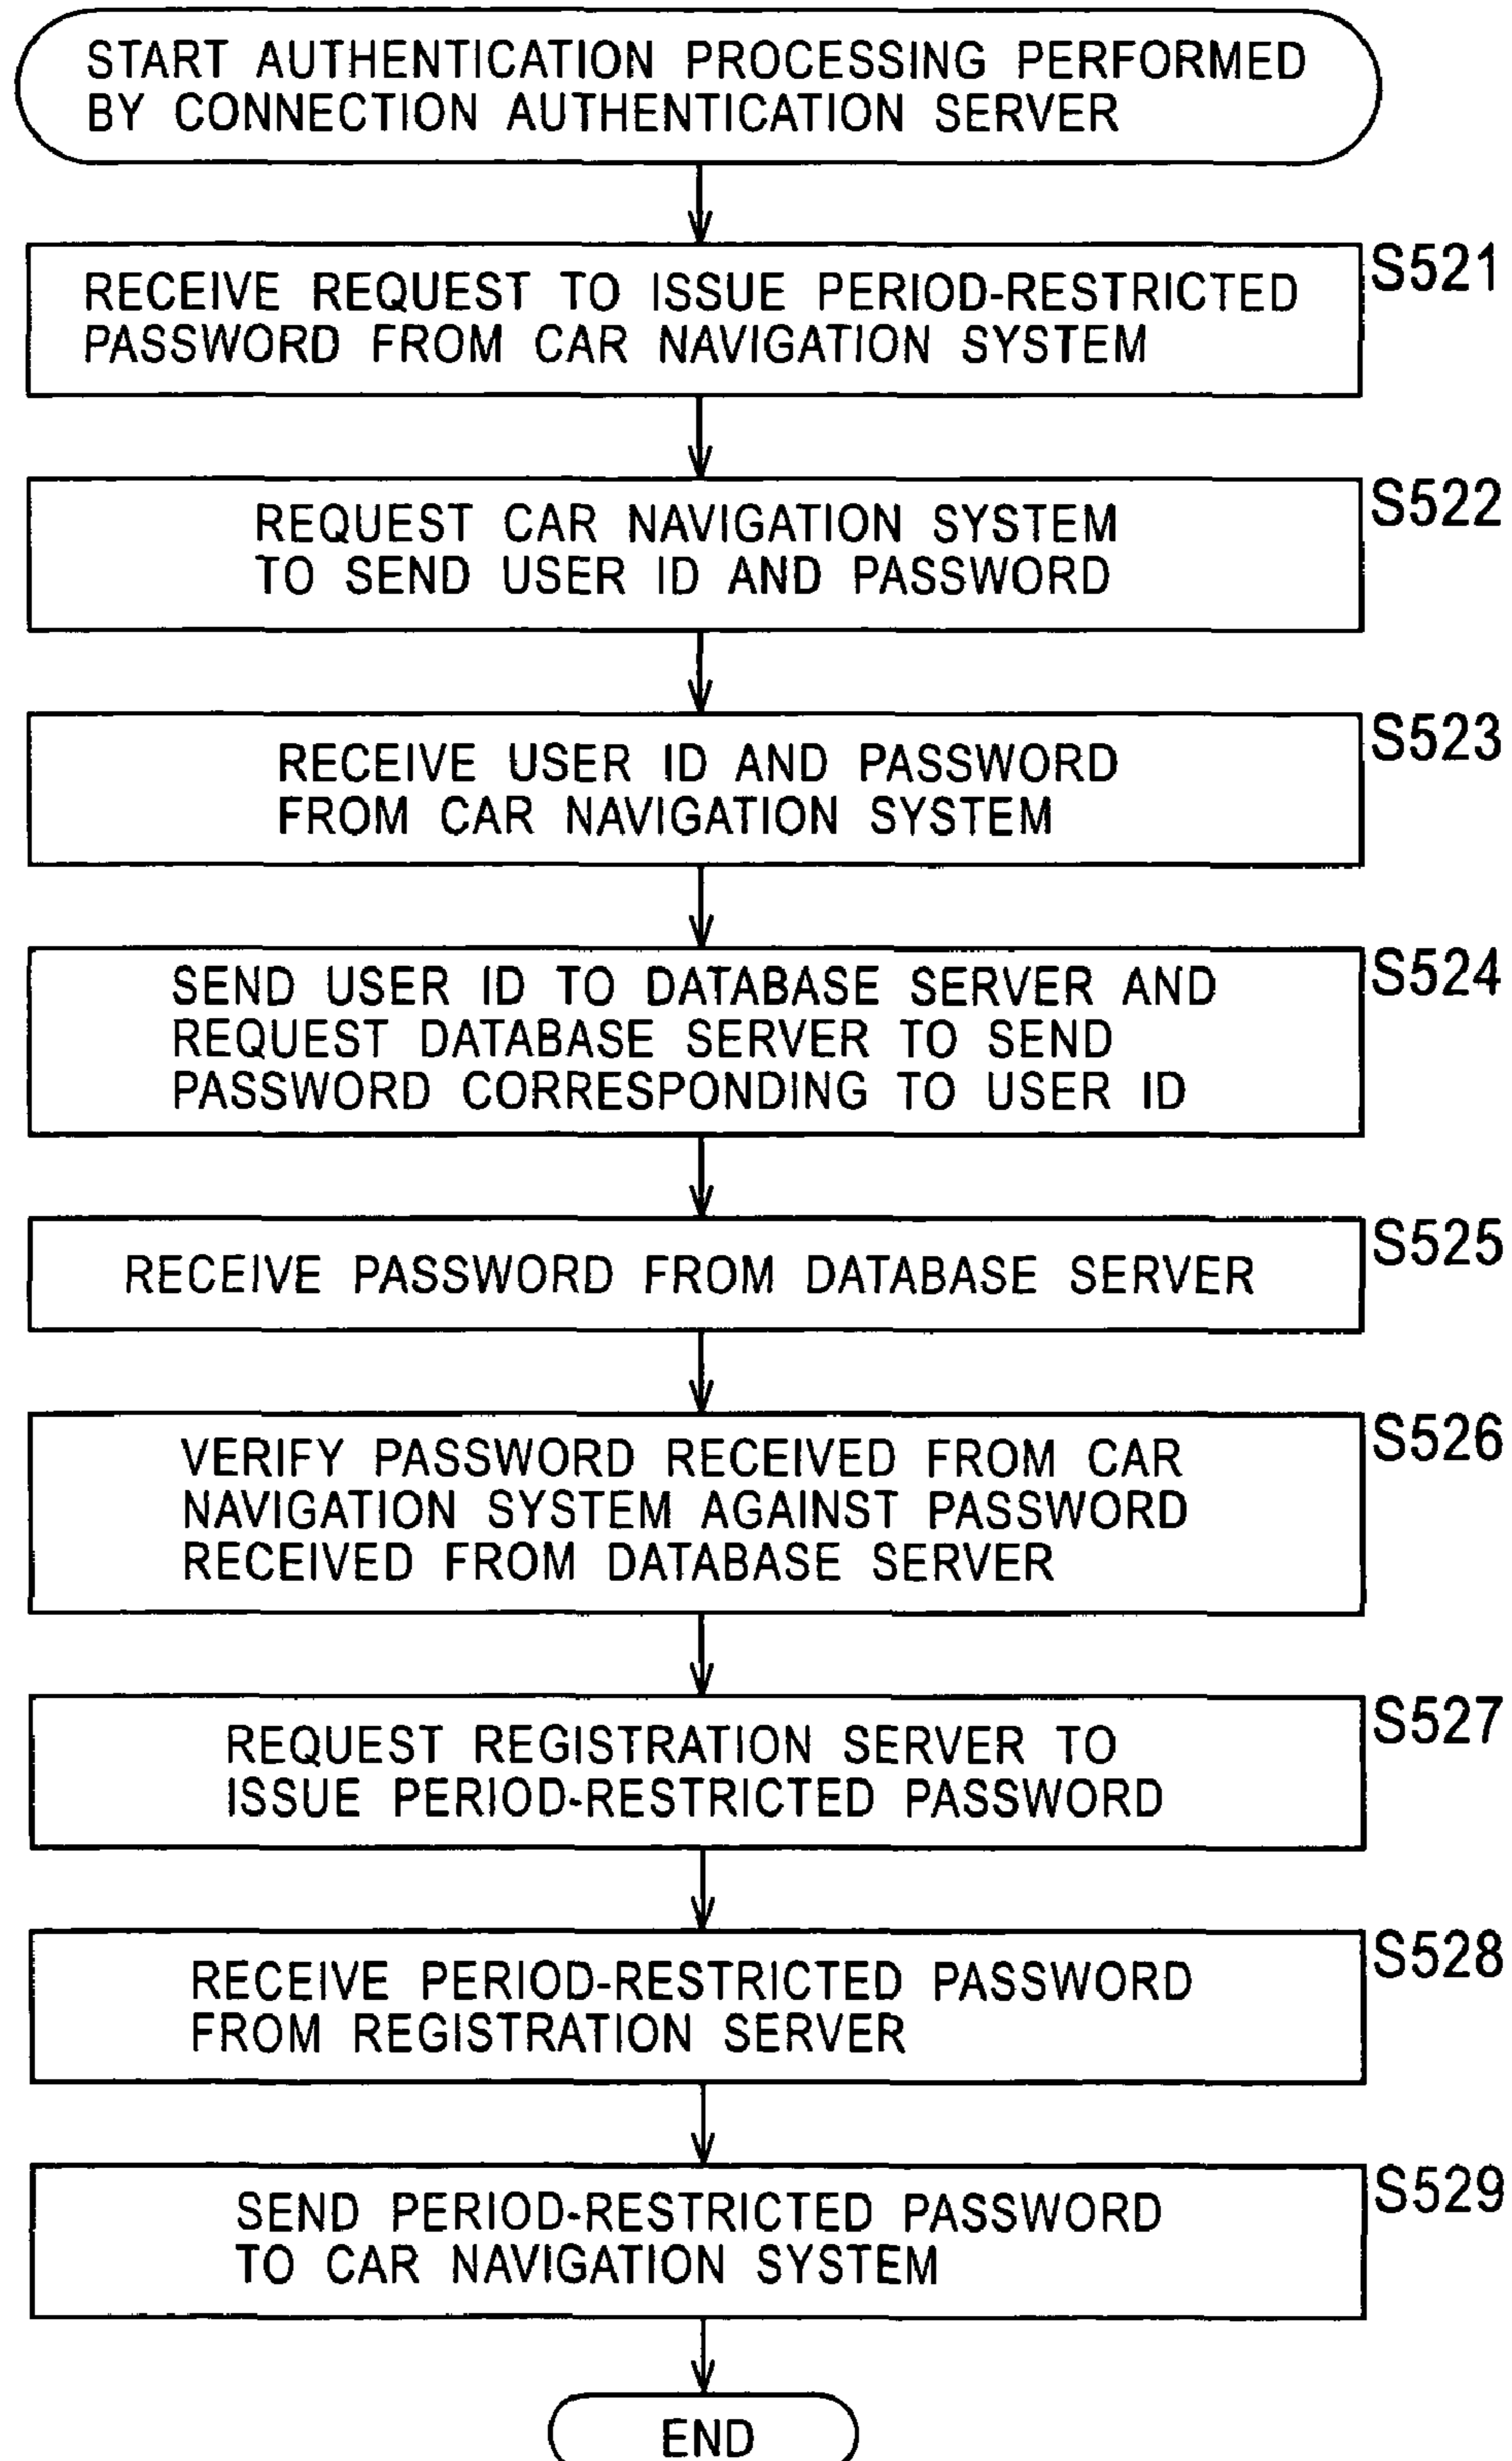 START AUTHENTICATION PROCESSING PERFORMED
BY CONNECTION AUTHENTICATION SERVER
S521
RECEIVE REQUEST TO ISSUE PERIOD-RESTRICTED
PASSWORD FROM CAR NAVIGATION SYSTEM
S522
REQUEST CAR NAVIGATION SYSTEM
TO SEND USER ID AND PASSWORD
S523
RECEIVE USER ID AND PASSWORD
FROM CAR NAVIGATION SYSTEM
S524
SEND USER ID TO DATABASE SERVER AND
REQUEST DATABASE SERVER TO SEND
PASSWORD CORRESPONDING TO USER ID
S525
RECEIVE PASSWORD FROM DATABASE SERVER
S526
VERIFY PASSWORD RECEIVED FROM CAR
NAVIGATION SYSTEM AGAINST PASSWORD
RECEIVED FROM DATABASE SERVER
S527
REQUEST REGISTRATION SERVER TO
ISSUE PERIOD-RESTRICTED PASSWORD
S528
RECEIVE PERIOD-RESTRICTED PASSWORD
FROM REGISTRATION SERVER
S529
SEND PERIOD-RESTRICTED PASSWORD
TO CAR NAVIGATION SYSTEM
END